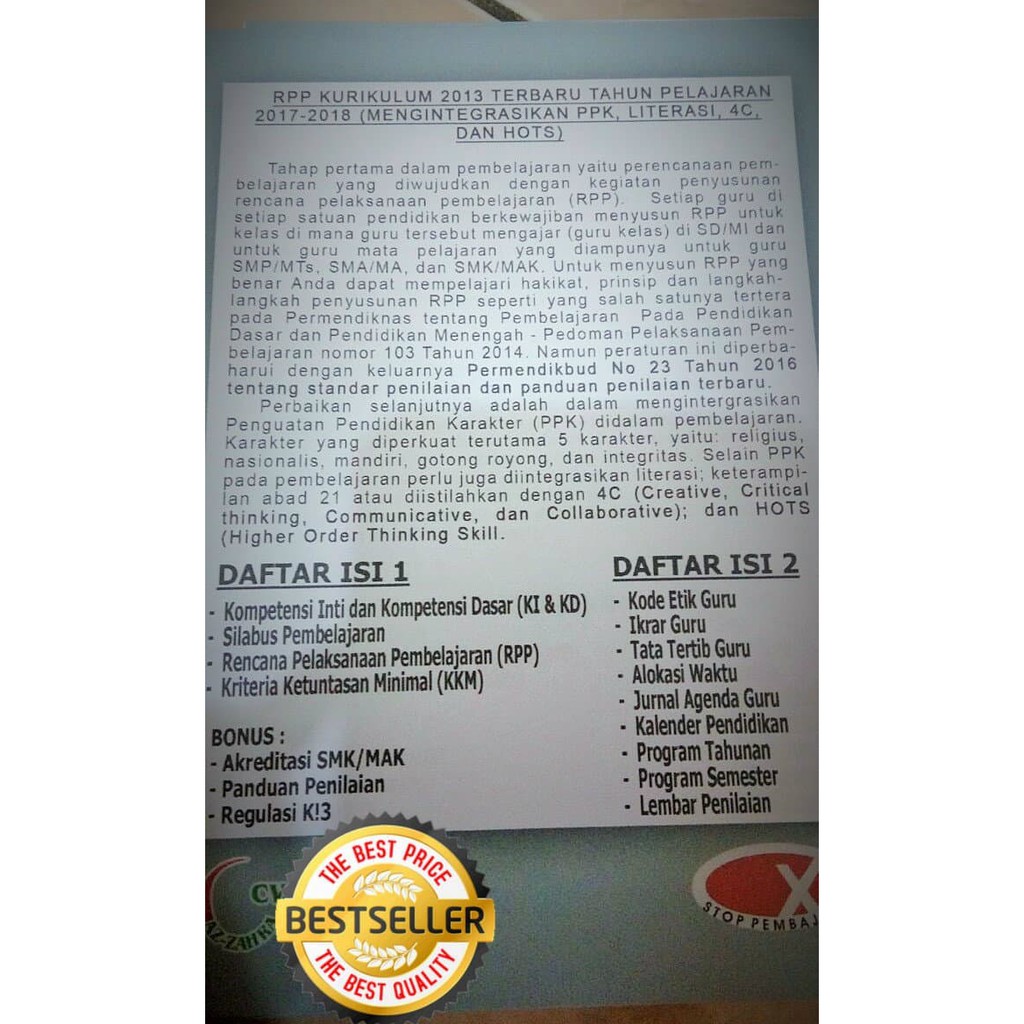 RPP KURIKULUM 2013 TERBARU TAHUN PELAJARAN
2017-2018 (MENGINTEGRASIKAN PPK, LITERASI, 4C,
DAN HOTS)
Tahap pertama dalam pembelajaran yaitu perencanaan pem-
belajaran yang diwujudkan dengan kegiatan penyusunan
rencana pelaksanaan pembelajaran (RPP). Setiap guru di
setiap satuan pendidikan berkewajiban menyusun RPP untuk
kelas di mana guru tersebut mengajar (guru kelas) di SD/MI dan
untuk guru mata pelajaran yang diampunya untuk guru
SMP/MTs, SMA/MA, dan SMK/MAK. Untuk menyusun RPP yang
benar Anda dapat mempelajari hakikat, prinsip dan langkah-
langkah penyusunan RPP seperti yang salah satunya tertera
pada Permendiknas tentang Pembelajaran Pada Pendidikan
Dasar dan Pendidikan Menengah - Pedoman Pelaksanaan Pem-
belajaran nomor 103 Tahun 2014. Namun peraturan ini diperba-
harui dengan keluarnya Permendikbud No 23 Tahun 2016
tentang standar penilaian dan panduan penilaian terbaru.
Perbaikan selanjutnya adalah dalam mengintergrasikan
Penguatan Pendidikan Karakter (PPK) didalam pembelajaran.
Karakter yang diperkuat terutama 5 karakter, yaitu: religius,
nasionalis, mandiri, gotong royong, dan integritas. Selain PPK
pada pembelajaran perlu juga diintegrasikan literasi; keterampi-
lan abad 21 atau diistilahkan dengan 4C (Creative, Critical
thinking, Communicative, dan Collaborative); dan HOTS
(Higher Order Thinking Skill.
DAFTAR ISI 1
- Kompetensi Inti dan Kompetensi Dasar (KI & KD)
- Silabus Pembelajaran
- Rencana Pelaksanaan Pembelajaran (RPP)
- Kriteria Ketuntasan Minimal (KKM)
BONUS :
- Akreditasi SMK/MAK
- Panduan Penilaian
- Regulasi K!3
DAFTAR ISI 2
- Kode Etik Guru
- Ikrar Guru
- Tata Tertib Guru
- Alokasi Waktu
- Jurnal Agenda Guru
- Kalender Pendidikan
- Program Tahunan
- Program Semester
- Lembar Penilaian
THE BEST PRICE
BESTSELLER
THE BEST QUALITY
CV
X
STOP PEMBAJ